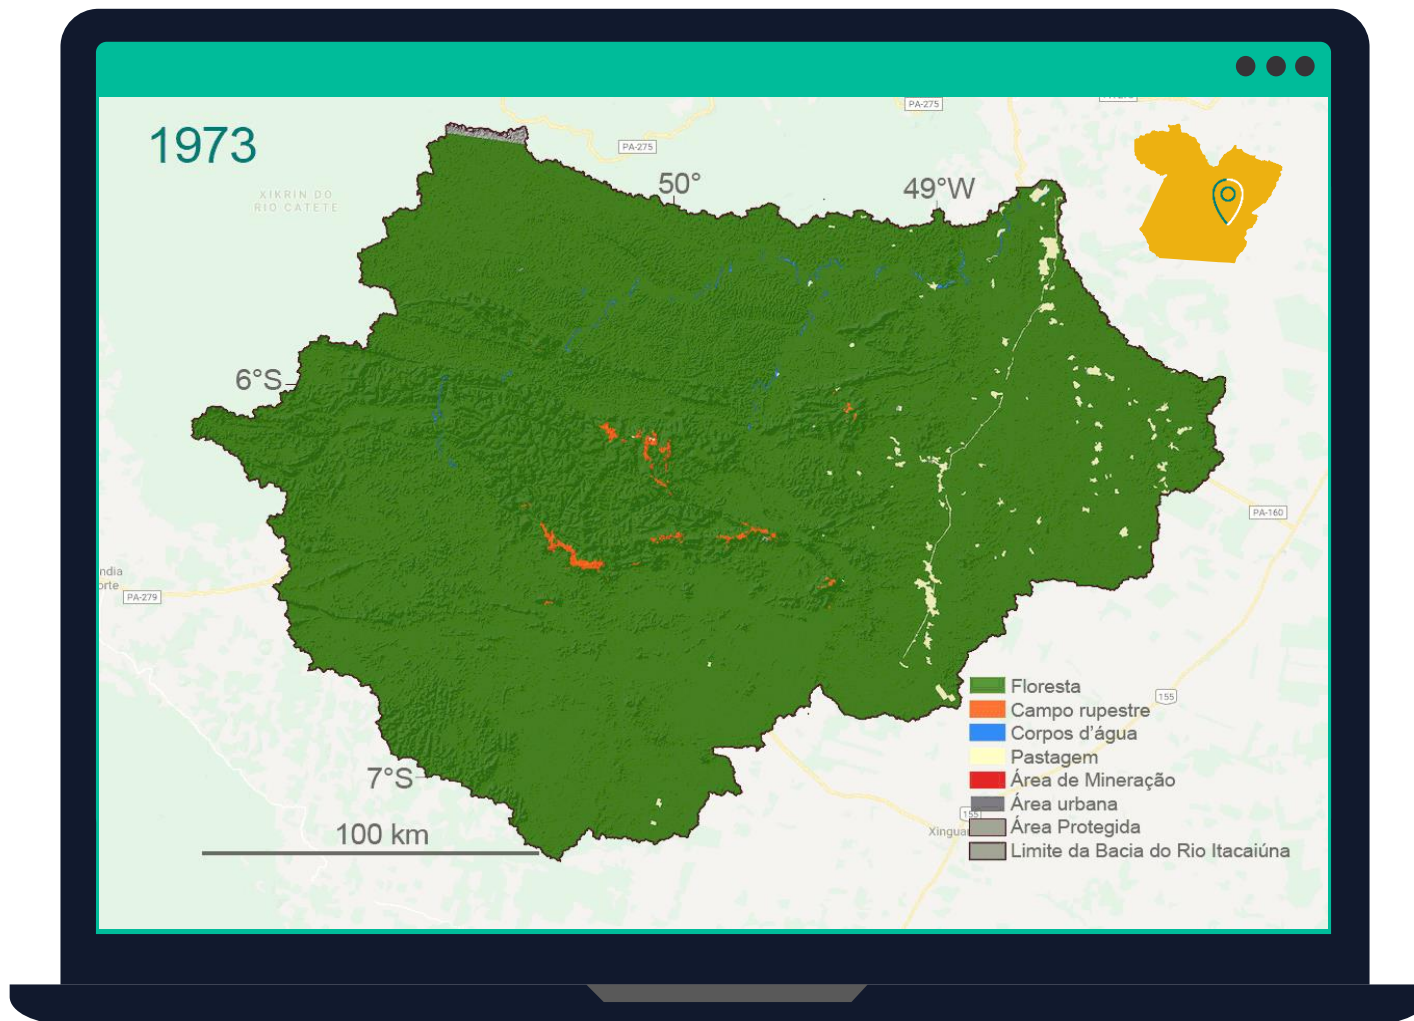 1973
PA-275
PA-275
XIKRIN DO
RIO CATETE
50°
49°W
6°S
PA-160
ndia
orte
PA-279
155
7°S
100 km
Floresta
Campo rupestre
Corpos d'água
Pastagem
Área de Mineração
Área urbana
155
Xingua
Área Protegida
Limite da Bacia do Rio Itacaiúna